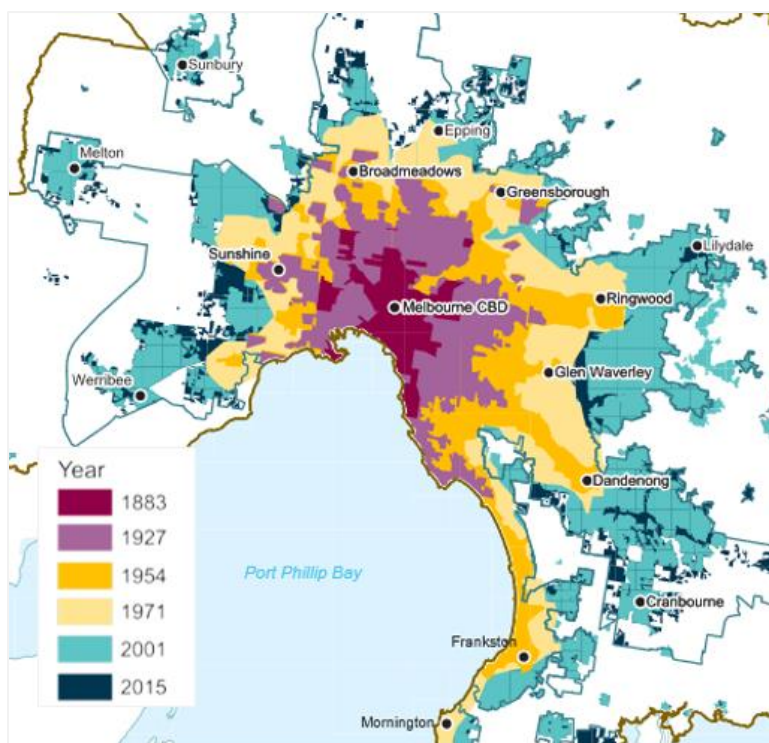 Sunbury
Epping
Melton
Broadmeadows
Greensborough
Lilydale
Sunshine
Ringwood
Melbourne CBD
Glen Waverley
Werribee
Year
1883
Dandenong
1927
1954
Port Phillip Bay
1971
Cranbourne
2001
Frankston
2015
Mornington